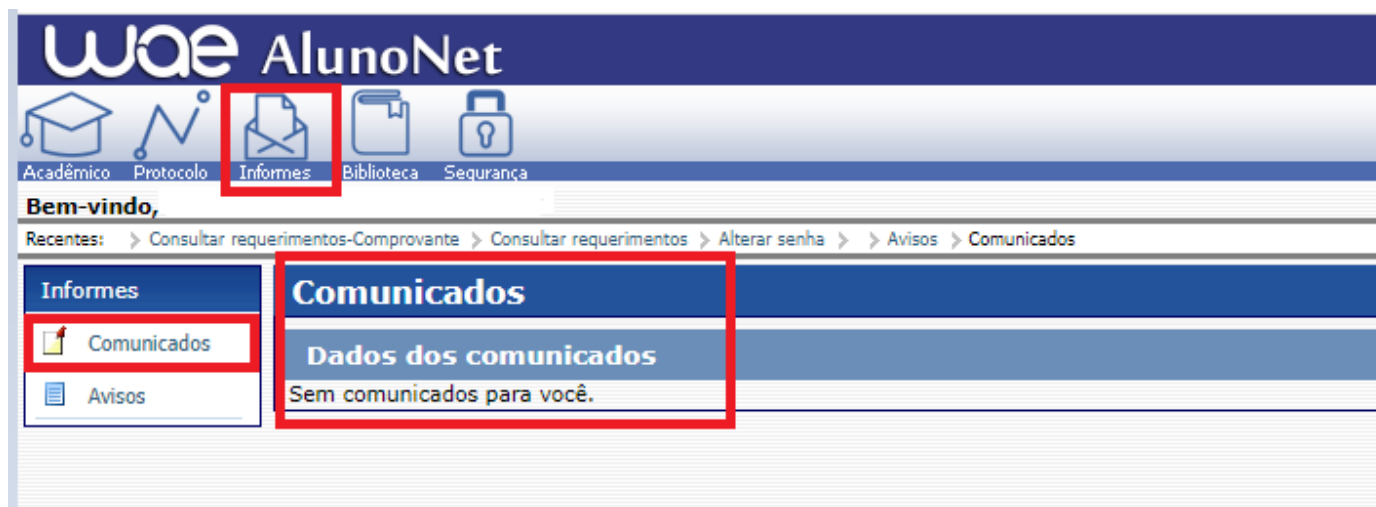 wae AlunoNet
Acadêmico Protocolo Informes Biblioteca Segurança
Bem-vindo,
Recentes: > Consultar requerimentos-Comprovante > Consultar requerimentos > Alterar senha > > Avisos > Comunicados
Informes
Comunicados
Avisos
Comunicados
Dados dos comunicados
Sem comunicados para você.